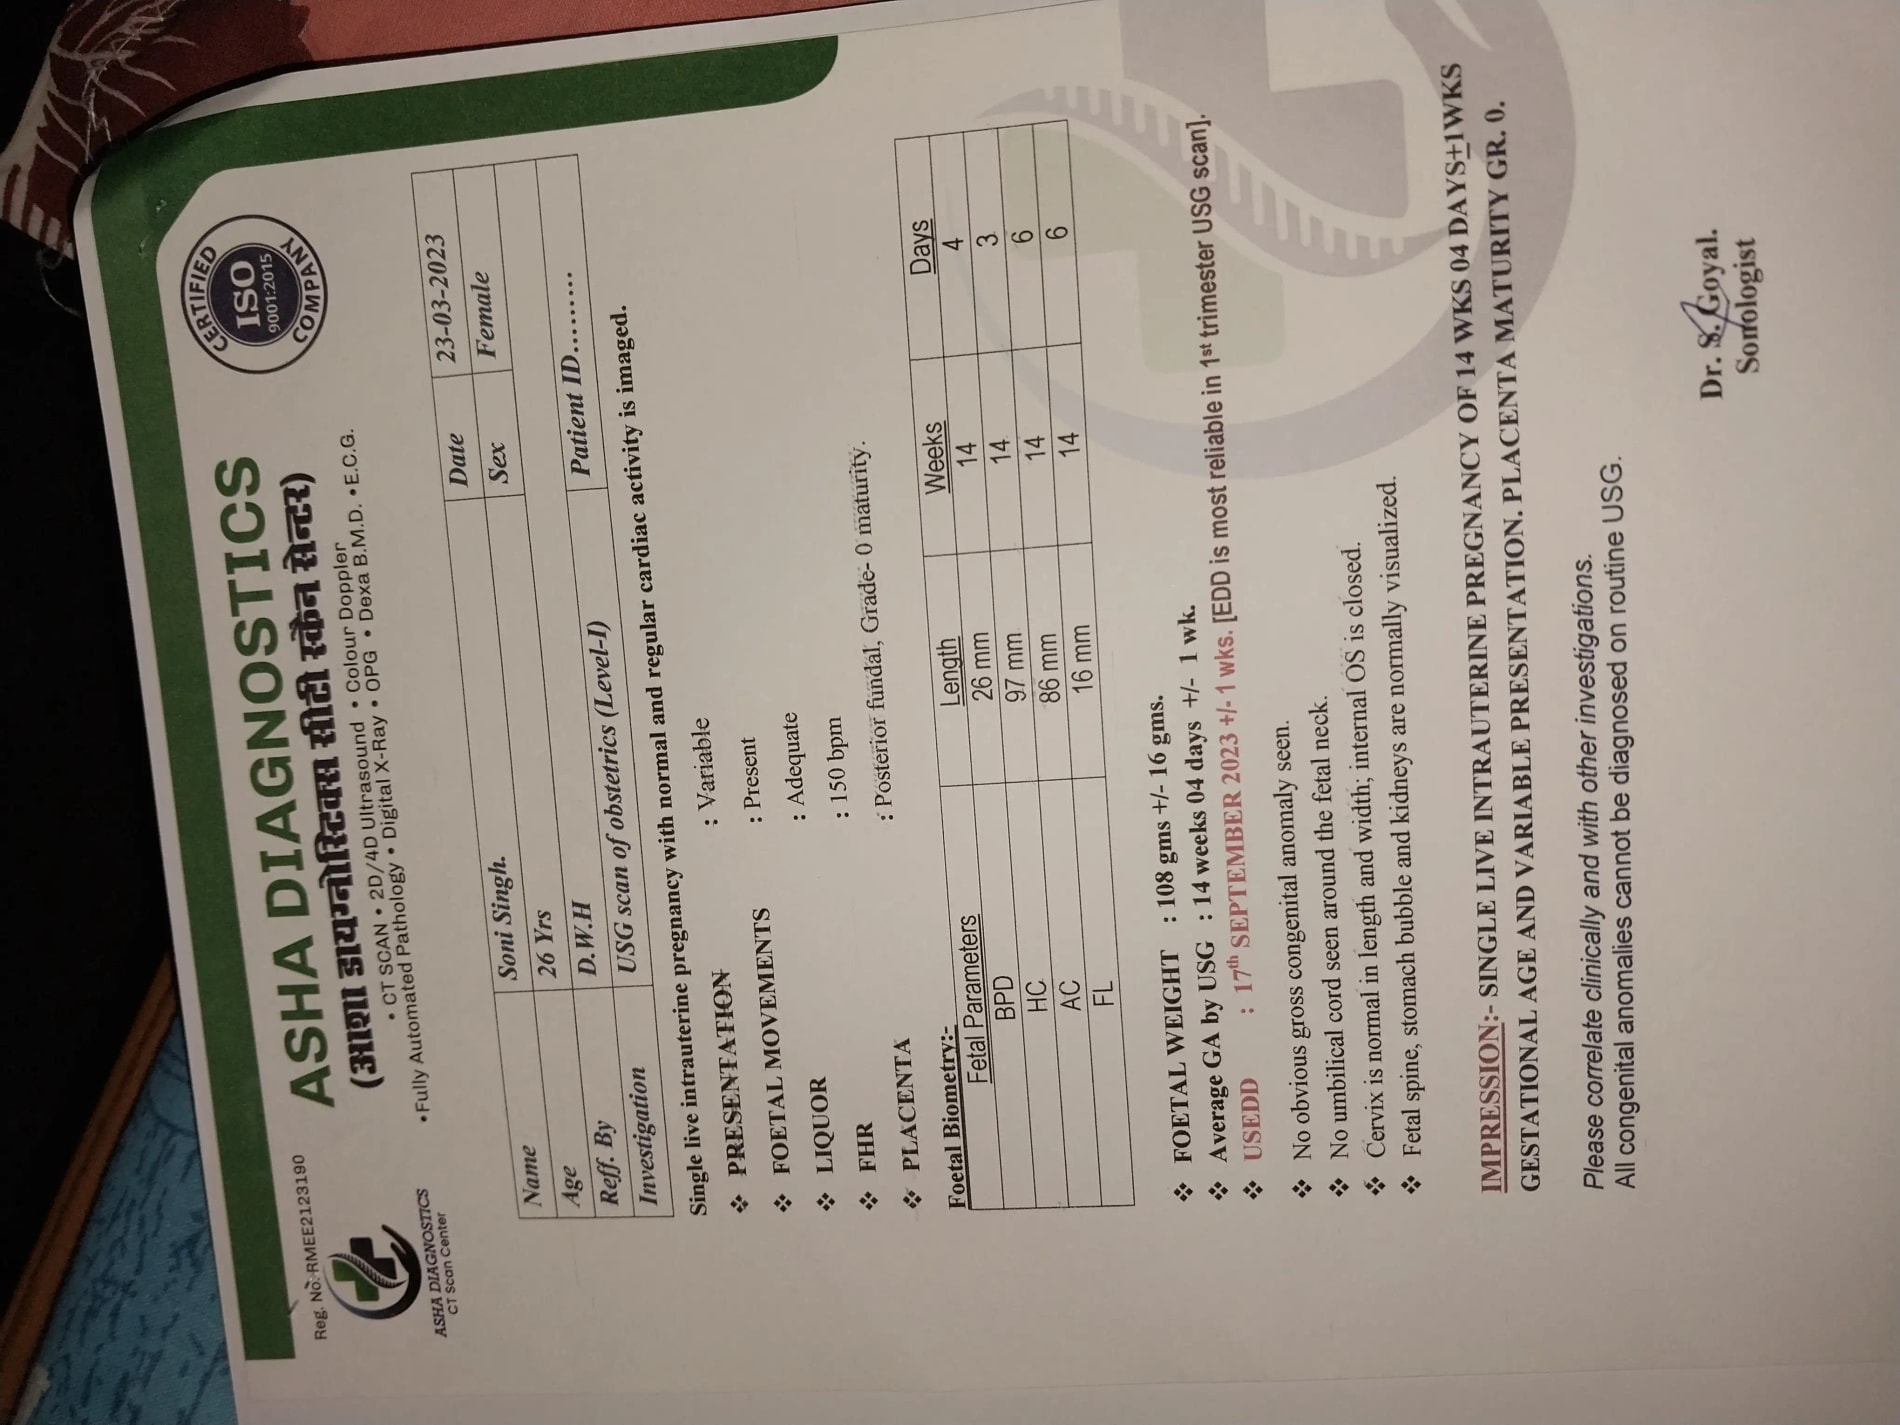 Reg. No:-RMEE2123190
ASHA DIAGNOSTICS
(आशा डायग्नोस्टिक्स सीटी स्कैन सेन्टर)
• CT SCAN • 2D/4D Ultrasound • Colour Doppler
•Fully Automated Pathology • Digital X-Ray • OPG • Dexa B.M.D. •E.C.G.
CERTIFIED
ISO
9001:2015
COMPANY
ASHA DIAGNOSTICS
CT Scan Center
Name Soni Singh. Date 23-03-2023
Age 26 Yrs Sex Female
Reff. By D.W.H
Investigation USG scan of obstetrics (Level-I) Patient ID.........
Single live intrauterine pregnancy with normal and regular cardiac activity is imaged.
❖ PRESENTATION : Variable
❖ FOETAL MOVEMENTS : Present
❖ LIQUOR : Adequate
❖ FHR : 150 bpm
❖ PLACENTA : Posterior fundal, Grade- 0 maturity.
Foetal Biometry:-
Fetal Parameters Length Weeks Days
BPD 26 mm 14 4
HC 97 mm 14 3
AC 86 mm 14 6
FL 16 mm 14 6
❖ FOETAL WEIGHT : 108 gms +/- 16 gms.
❖ Average GA by USG : 14 weeks 04 days +/- 1 wk.
❖ USEDD : 17th SEPTEMBER 2023 +/- 1 wks. [EDD is most reliable in 1st trimester USG scan].
❖ No obvious gross congenital anomaly seen.
❖ No umbilical cord seen around the fetal neck.
❖ Cervix is normal in length and width; internal OS is closed.
❖ Fetal spine, stomach bubble and kidneys are normally visualized.
IMPRESSION:- SINGLE LIVE INTRAUTERINE PREGNANCY OF 14 WKS 04 DAYS±1WKS
GESTATIONAL AGE AND VARIABLE PRESENTATION. PLACENTA MATURITY GR. 0.
Please correlate clinically and with other investigations.
All congenital anomalies cannot be diagnosed on routine USG.
Dr. S. Goyal.
Sonologist